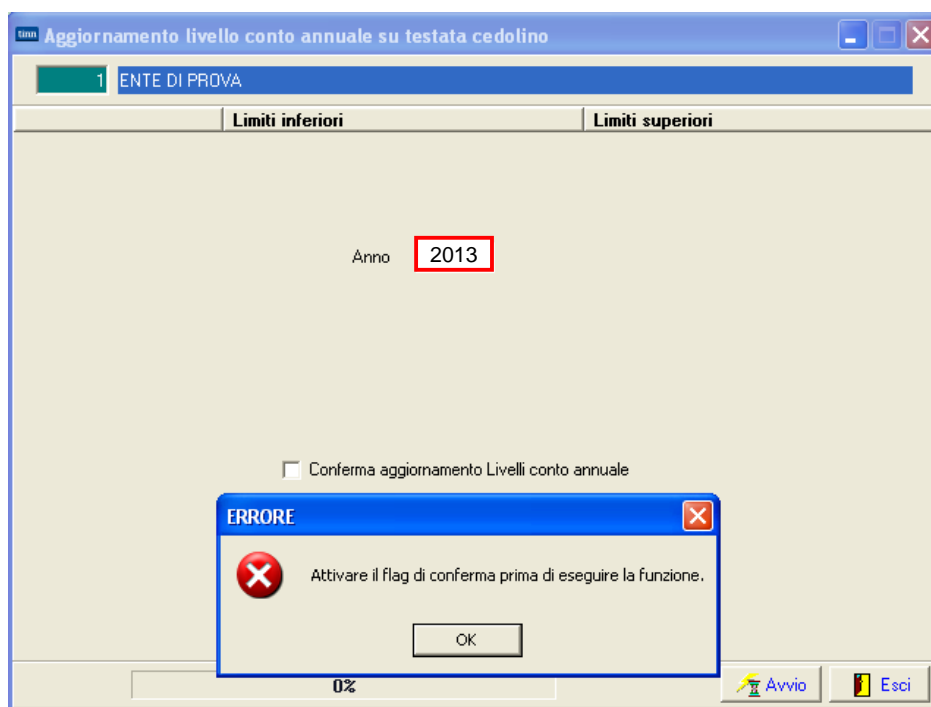 tinn Aggiornamento livello conto annuale su testata cedolino
1 ENTE DI PROVA
Limiti inferiori Limiti superiori
Anno 2013
Conferma aggiornamento Livelli conto annuale
ERRORE
Attivare il flag di conferma prima di eseguire la funzione.
OK
0% Avvio Esci